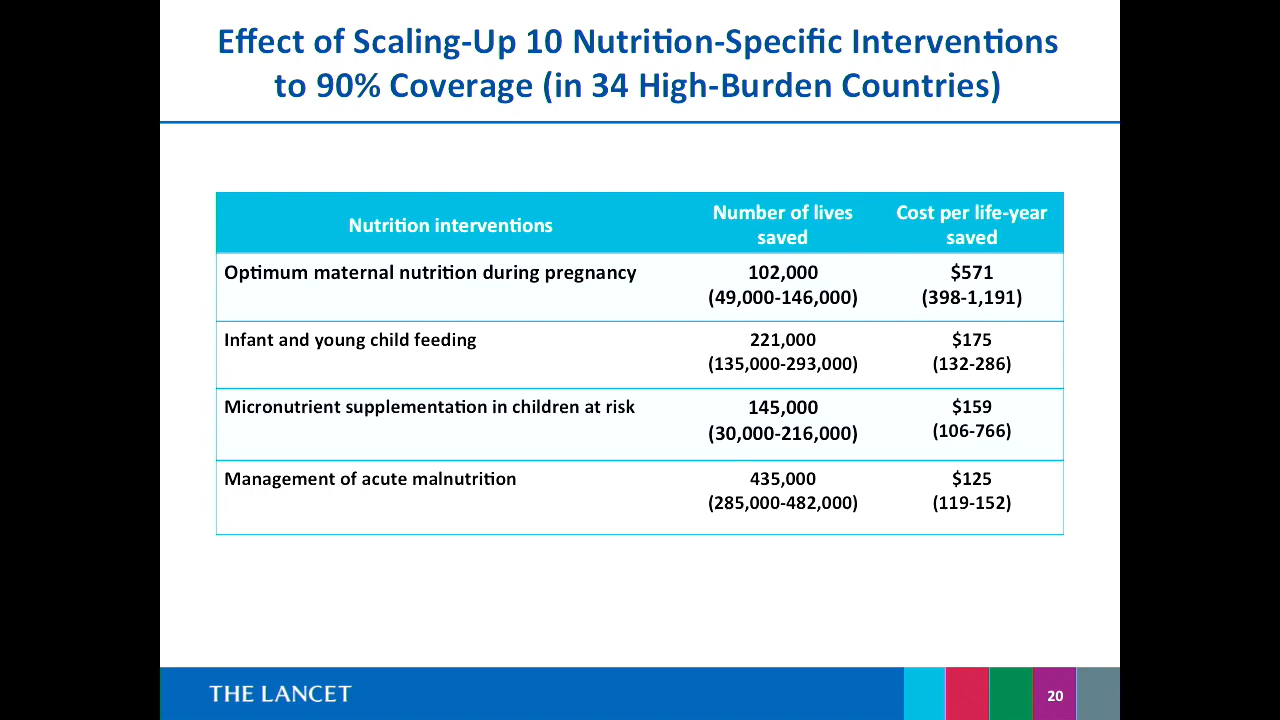 Effect of Scaling-Up 10 Nutrition-Specific Interventions
to 90% Coverage (in 34 High-Burden Countries)
Nutrition interventions
Number of lives
saved
Cost per life-year
saved
Optimum maternal nutrition during pregnancy
102,000
(49,000-146,000)
$571
(398-1,191)
Infant and young child feeding
221,000
(135,000-293,000)
$175
(132-286)
Micronutrient supplementation in children at risk
145,000
(30,000-216,000)
$159
(106-766)
Management of acute malnutrition
435,000
(285,000-482,000)
$125
(119-152)
THE LANCET
20